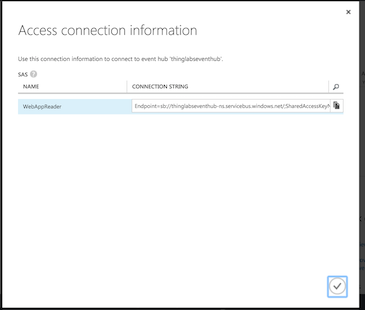 Access connection information
Use this connection information to connect to event hub 'thinglabseventhub'.
SAS ?
NAME CONNECTION STRING
WebAppReader Endpoint=sb://thinglabseventhub-ns.servicebus.windows.net/;SharedAccessKeyN